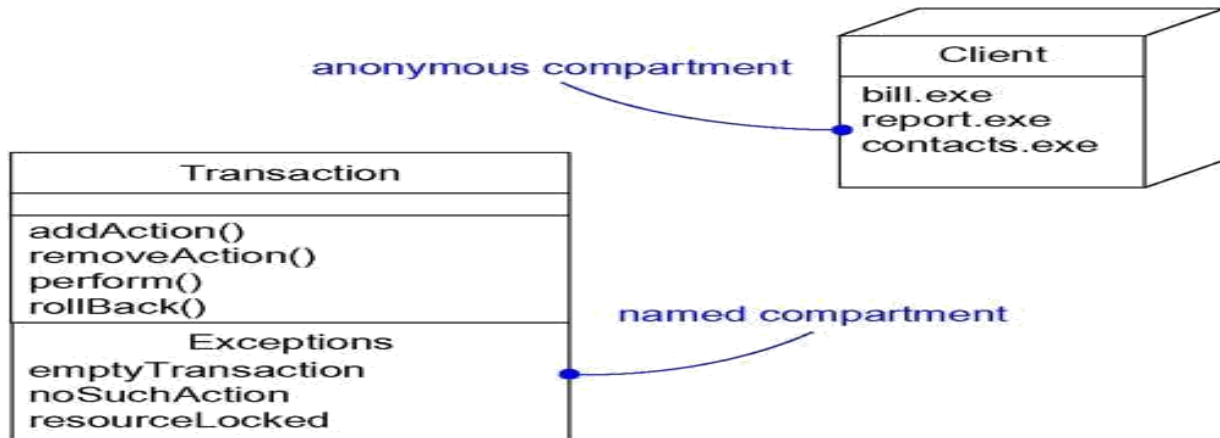 Client
anonymous compartment
bill.exe
report.exe
contacts.exe
Transaction
addAction()
removeAction()
perform()
rollBack()
named compartment
Exceptions
emptyTransaction
noSuchAction
resourceLocked